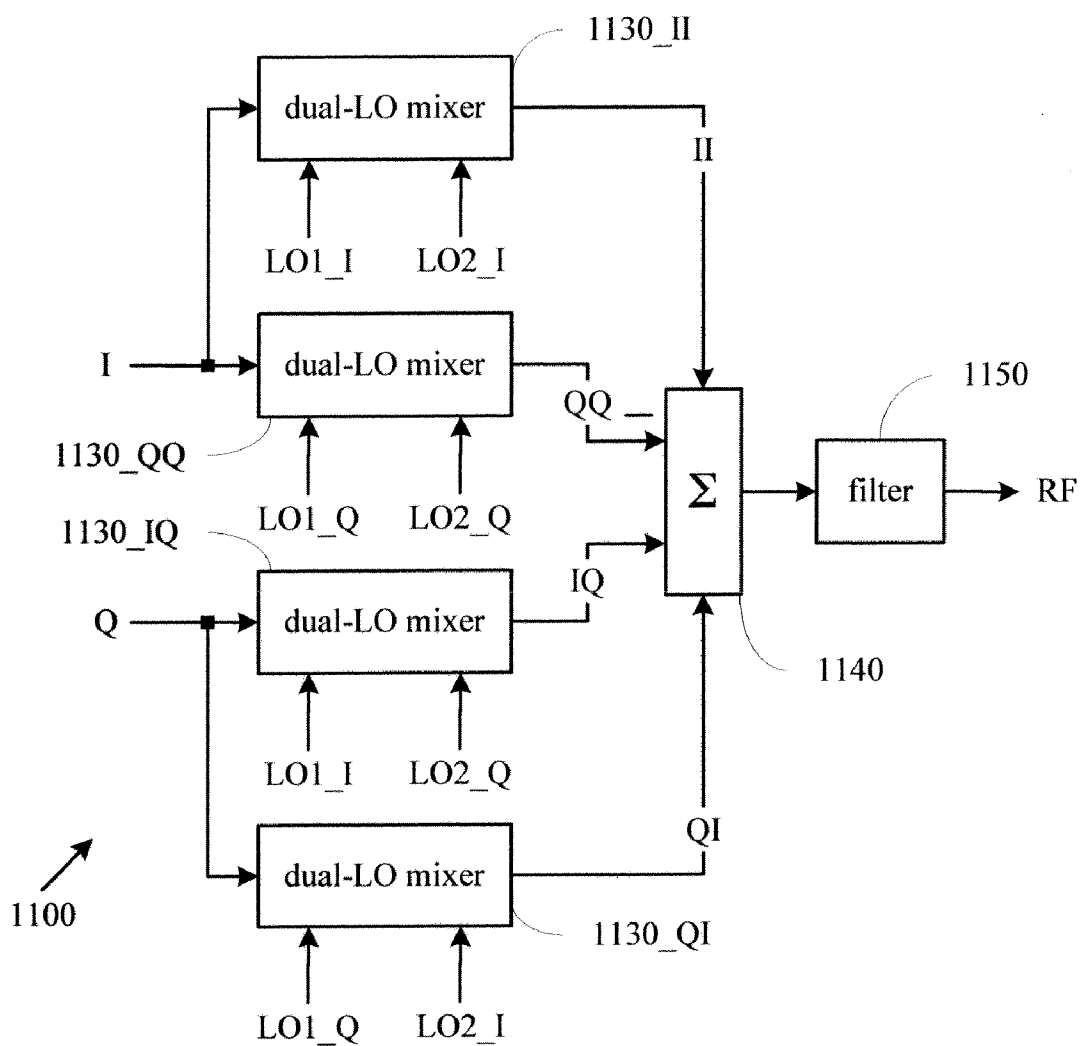 1130_II
dual-LO mixer
II
LO1_I
LO2_I
I
dual-LO mixer
QQ
1150
1130_QQ
Σ
filter
RF
LO1_Q
LO2_Q
1130_IQ
IQ
Q
dual-LO mixer
1140
LO1_I
LO2_Q
QI
dual-LO mixer
1100
1130_QI
LO1_Q
LO2_I